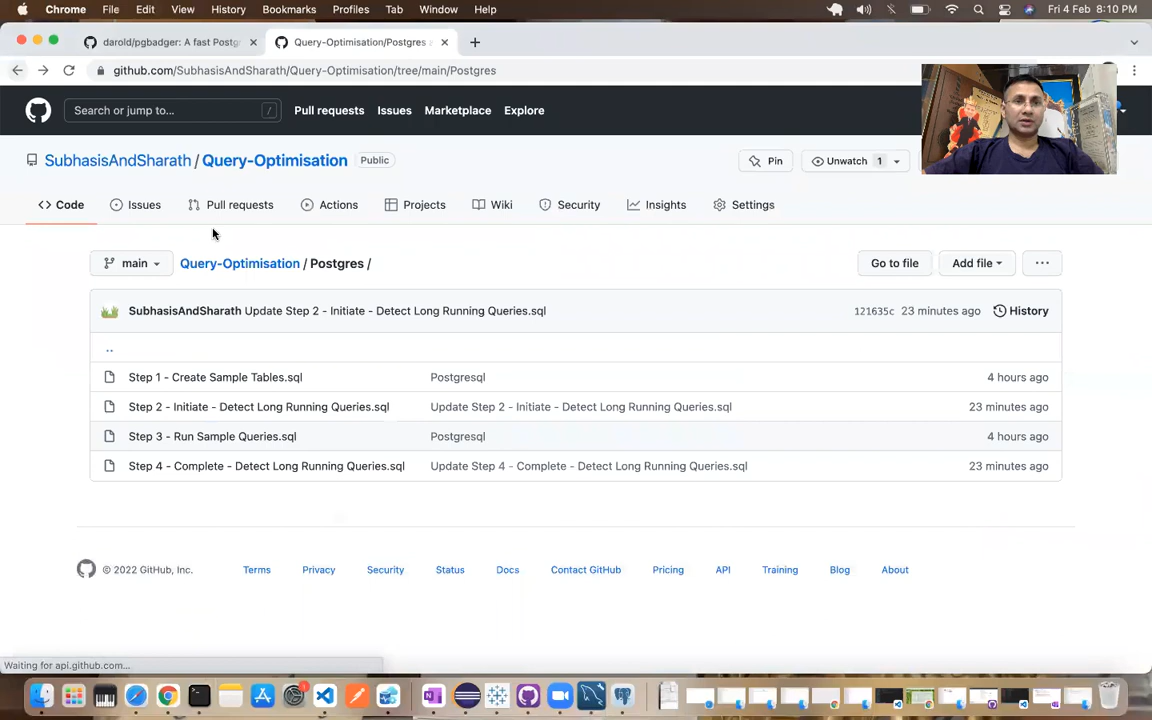 Chrome File Edit View History Bookmarks Profiles Tab Window Help Fri 4 Feb 8:10 PM
darold/pgbadger: A fast Postg Query-Optimisation/Postgres
github.com/SubhasisAndSharath/Query-Optimisation/tree/main/Postgres
Search or jump to... / Pull requests Issues Marketplace Explore
SubhasisAndSharath / Query-Optimisation Public Pin Unwatch 1
<> Code Issues Pull requests Actions Projects Wiki Security Insights Settings
main Query-Optimisation / Postgres / Go to file Add file ...
SubhasisAndSharath Update Step 2 - Initiate - Detect Long Running Queries.sql 121635c 23 minutes ago History
..
Step 1 - Create Sample Tables.sql Postgresql 4 hours ago
Step 2 - Initiate - Detect Long Running Queries.sql Update Step 2 - Initiate - Detect Long Running Queries.sql 23 minutes ago
Step 3 - Run Sample Queries.sql Postgresql 4 hours ago
Step 4 - Complete - Detect Long Running Queries.sql Update Step 4 - Complete - Detect Long Running Queries.sql 23 minutes ago
© 2022 GitHub, Inc. Terms Privacy Security Status Docs Contact GitHub Pricing API Training Blog About
Waiting for api.github.com...